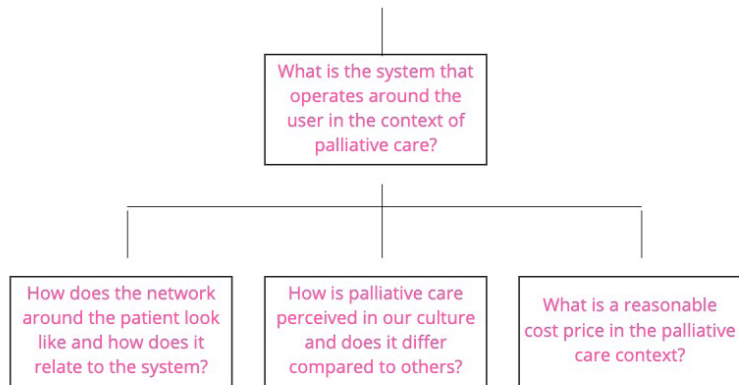 What is the system that
operates around the
user in the context of
palliative care?
How does the network
around the patient look
like and how does it
relate to the system?
How is palliative care
perceived in our culture
and does it differ
compared to others?
What is a reasonable
cost price in the palliative
care context?